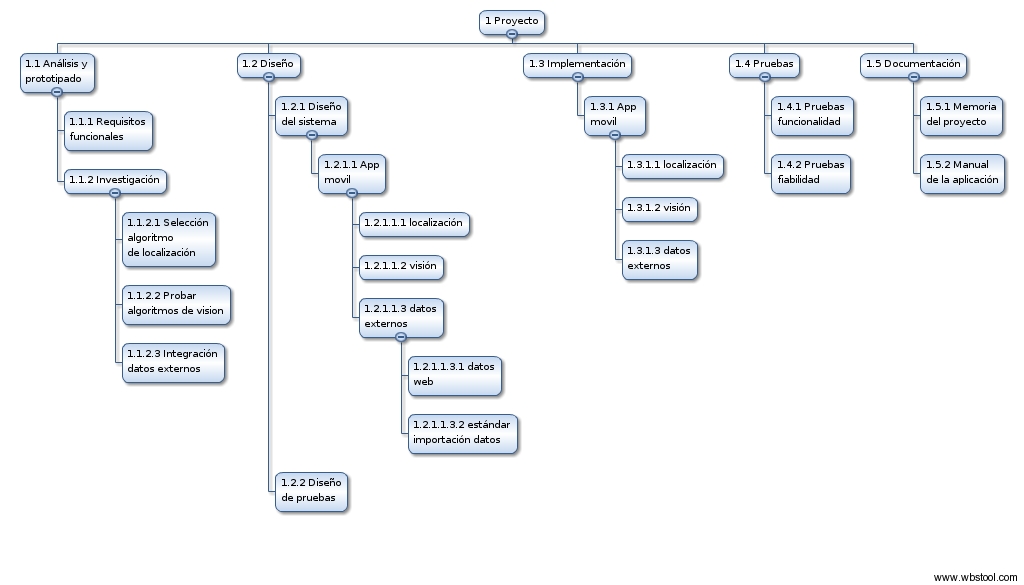 1 Proyecto
1.1 Análisis y
prototipado
1.1.1 Requisitos
funcionales
1.1.2 Investigación
1.1.2.1 Selección
algoritmo
de localización
1.1.2.2 Probar
algoritmos de vision
1.1.2.3 Integración
datos externos
1.2 Diseño
1.2.1 Diseño
del sistema
1.2.1.1 App
movil
1.2.1.1.1 localización
1.2.1.1.2 visión
1.2.1.1.3 datos
externos
1.2.1.1.3.1 datos
web
1.2.1.1.3.2 estándar
importación datos
1.2.2 Diseño
de pruebas
1.3 Implementación
1.3.1 App
movil
1.3.1.1 localización
1.3.1.2 visión
1.3.1.3 datos
externos
1.4 Pruebas
1.4.1 Pruebas
funcionalidad
1.4.2 Pruebas
fiabilidad
1.5 Documentación
1.5.1 Memoria
del proyecto
1.5.2 Manual
de la aplicación
www.wbstool.com